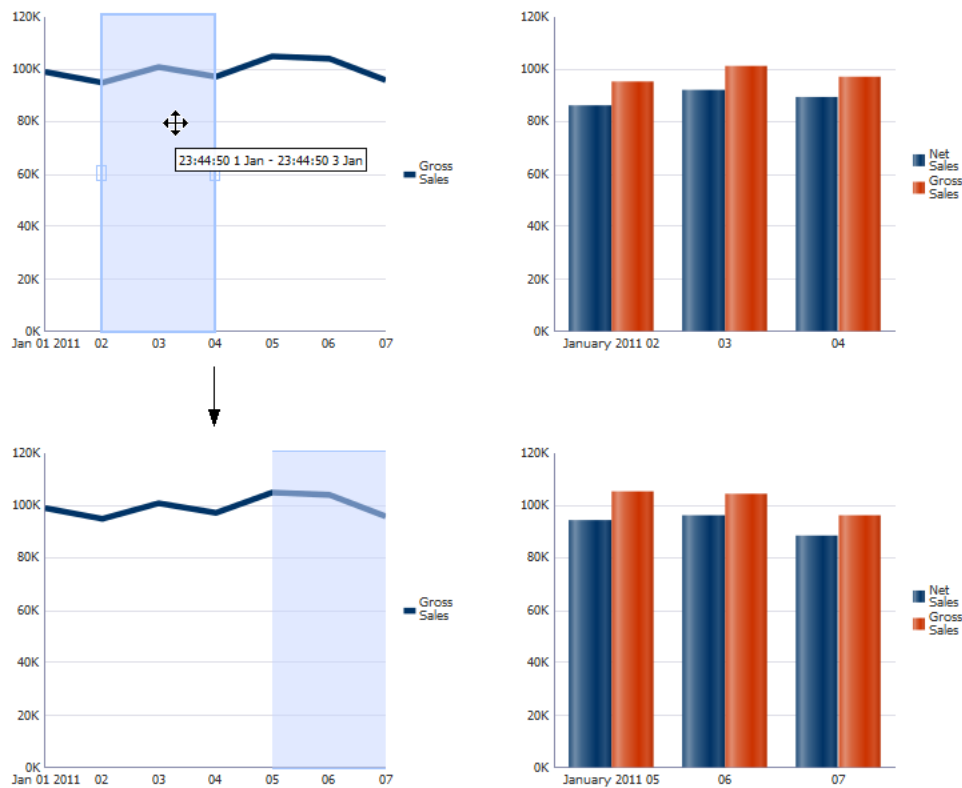 120K
100K
80K
60K
40K
20K
0K
Jan 01 2011 02 03 04 05 06 07
23:44:50 1 Jan - 23:44:50 3 Jan
Gross
Sales
120K
100K
80K
60K
40K
20K
0K
January 2011 02 03 04
Net
Sales
Gross
Sales
120K
100K
80K
60K
40K
20K
0K
Jan 01 2011 02 03 04 05 06 07
Gross
Sales
120K
100K
80K
60K
40K
20K
0K
January 2011 05 06 07
Net
Sales
Gross
Sales